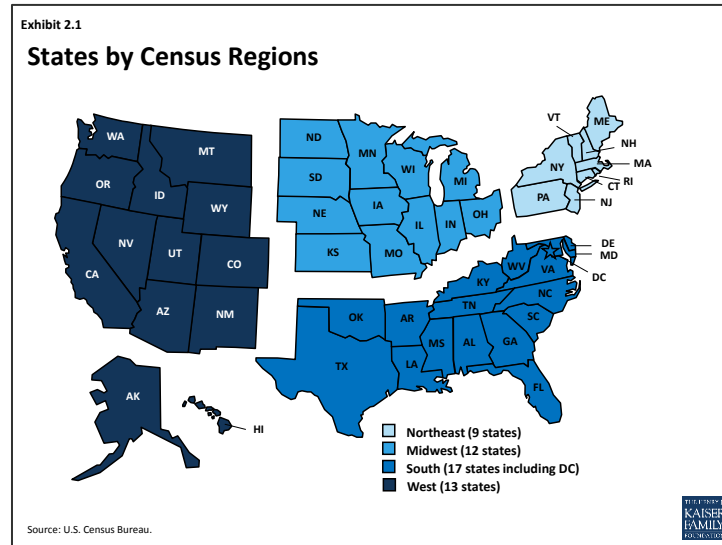 Exhibit 2.1
States by Census Regions
WA
MT
ND
MN
VT
ME
NH
OR
ID
SD
WI
MI
NY
MA
WY
RI
CT
PA
NJ
NE
IA
IL
IN
OH
NV
UT
CO
KS
MO
DE
MD
WV
VA
DC
CA
KY
NC
AZ
NM
OK
AR
TN
SC
MS
AL
GA
TX
LA
FL
AK
HI
Northeast (9 states)
Midwest (12 states)
South (17 states including DC)
West (13 states)
Source: U.S. Census Bureau.
THE HENRY J.
KAISER
FAMILY
FOUNDATION